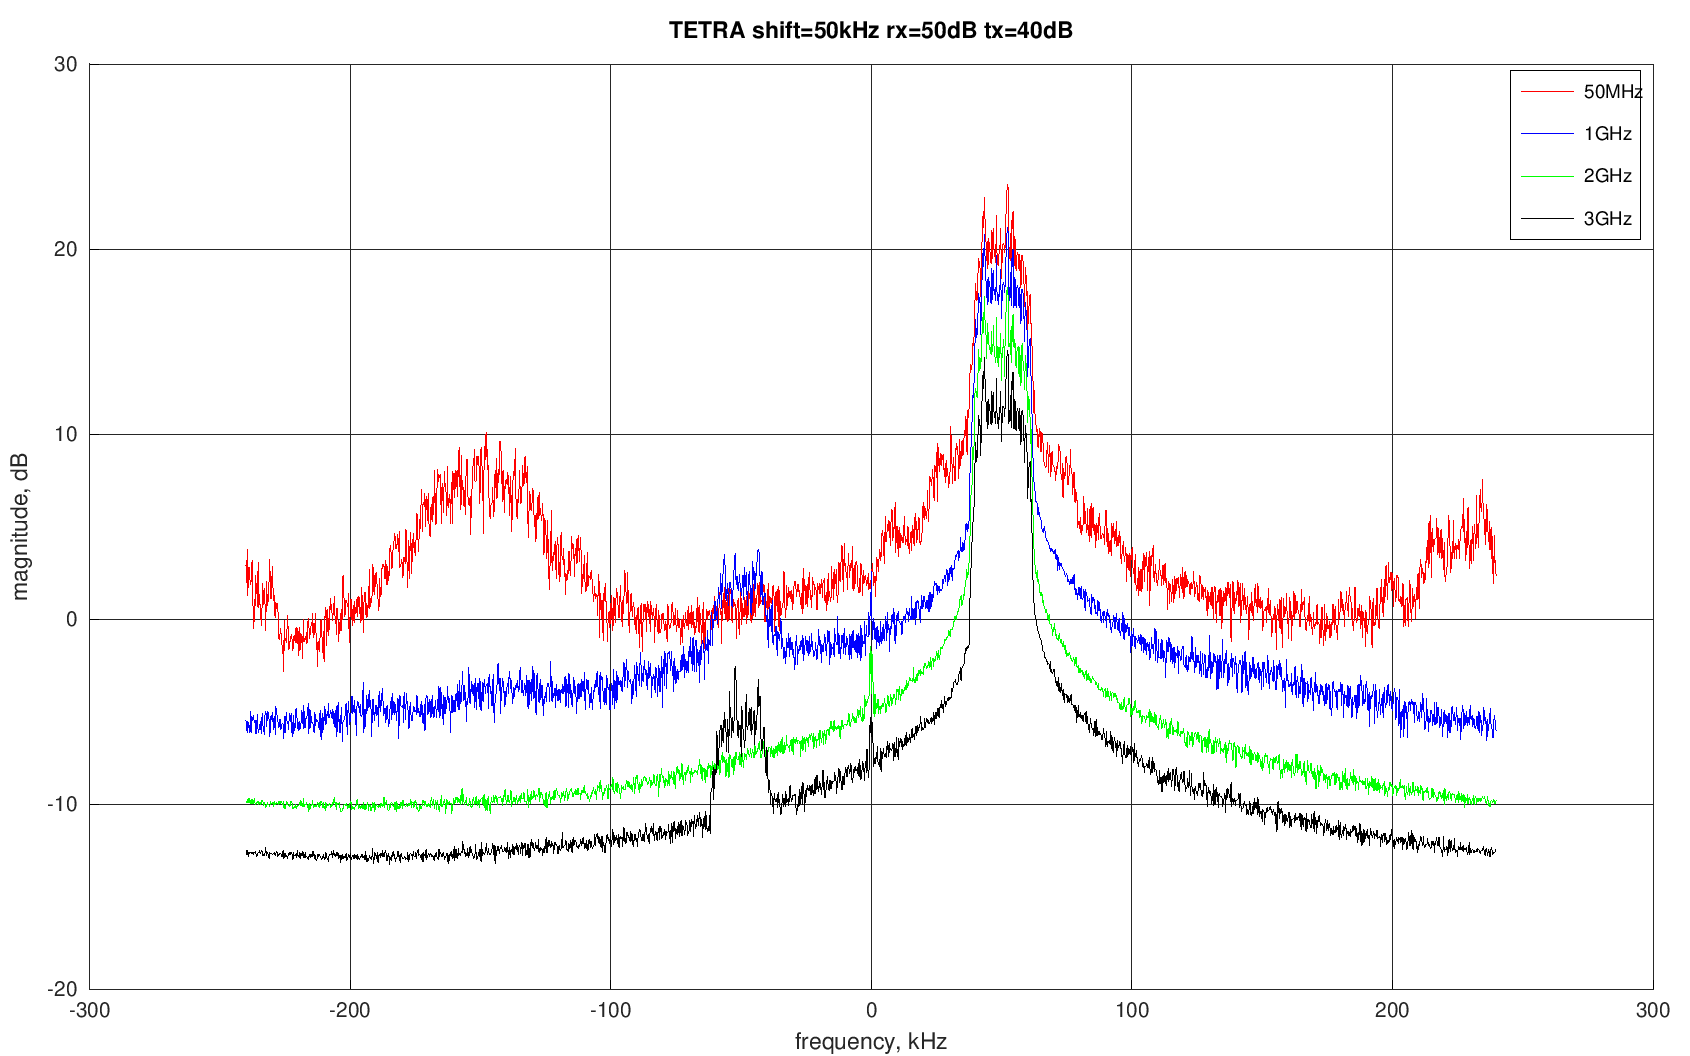 TETRA shift=50kHz rx=50dB tx=40dB
30
20
10
0
-10
-20
magnitude, dB
50MHz
1GHz
2GHz
3GHz
-300
-200
-100
0
100
200
300
frequency, kHz